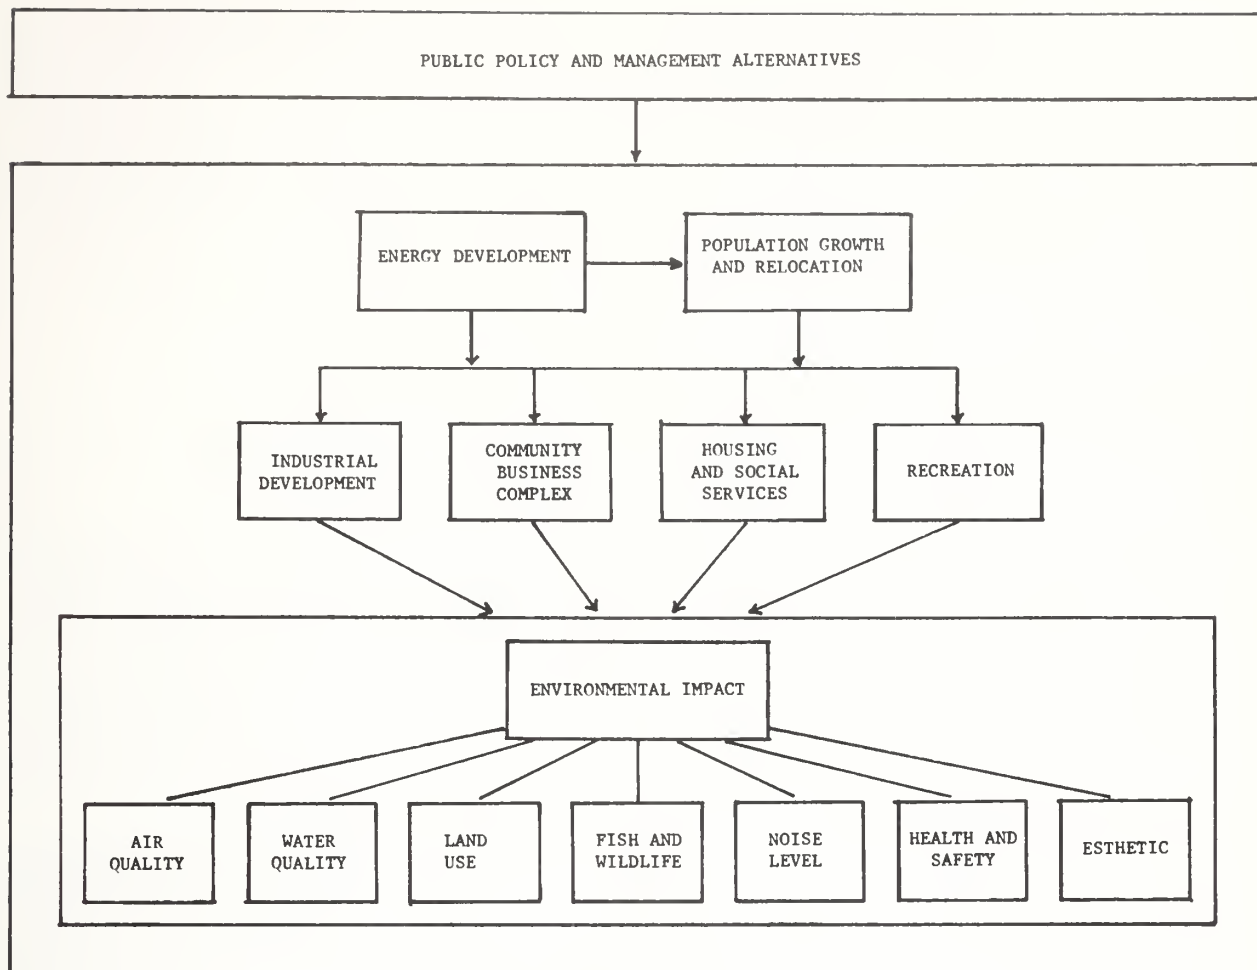 PUBLIC POLICY AND MANAGEMENT ALTERNATIVES
ENERGY DEVELOPMENT
POPULATION GROWTH
AND RELOCATION
INDUSTRIAL
DEVELOPMENT
COMMUNITY
BUSINESS
COMPLEX
HOUSING
AND SOCIAL
SERVICES
RECREATION
ENVIRONMENTAL IMPACT
AIR
QUALITY
WATER
QUALITY
LAND
USE
FISH AND
WILDLIFE
NOISE
LEVEL
HEALTH AND
SAFETY
ESTHETIC